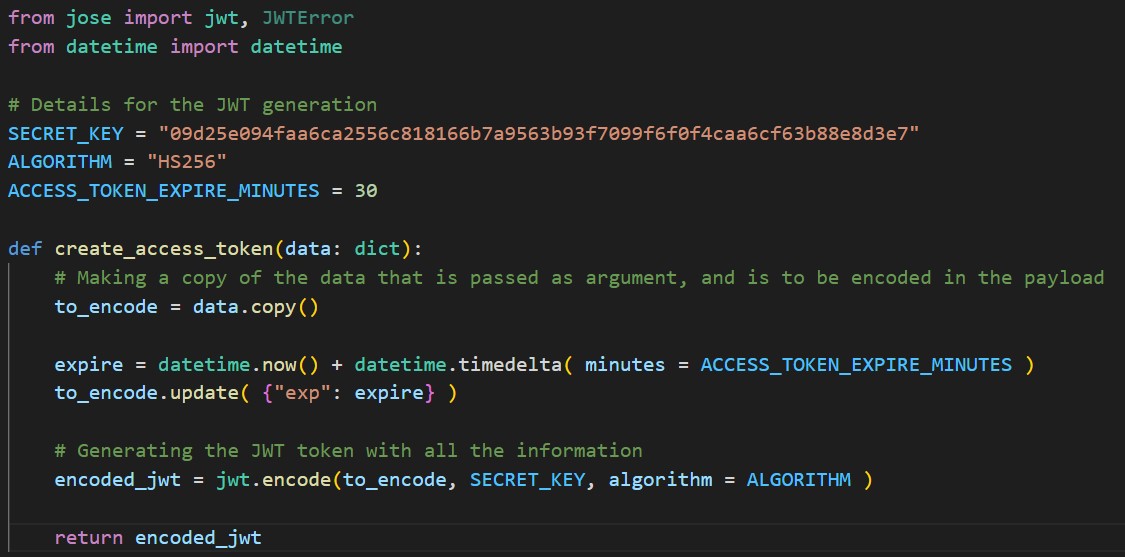 from jose import jwt, JWTError
from datetime import datetime
# Details for the JWT generation
SECRET_KEY = "09d25e094faa6ca2556c818166b7a9563b93f7099f6f0f4caa6cf63b88e8d3e7"
ALGORITHM = "HS256"
ACCESS_TOKEN_EXPIRE_MINUTES = 30
def create_access_token(data: dict):
    # Making a copy of the data that is passed as argument, and is to be encoded in the payload
    to_encode = data.copy()
    expire = datetime.now() + datetime.timedelta( minutes = ACCESS_TOKEN_EXPIRE_MINUTES )
    to_encode.update( {"exp": expire} )
    # Generating the JWT token with all the information
    encoded_jwt = jwt.encode(to_encode, SECRET_KEY, algorithm = ALGORITHM )
    return encoded_jwt